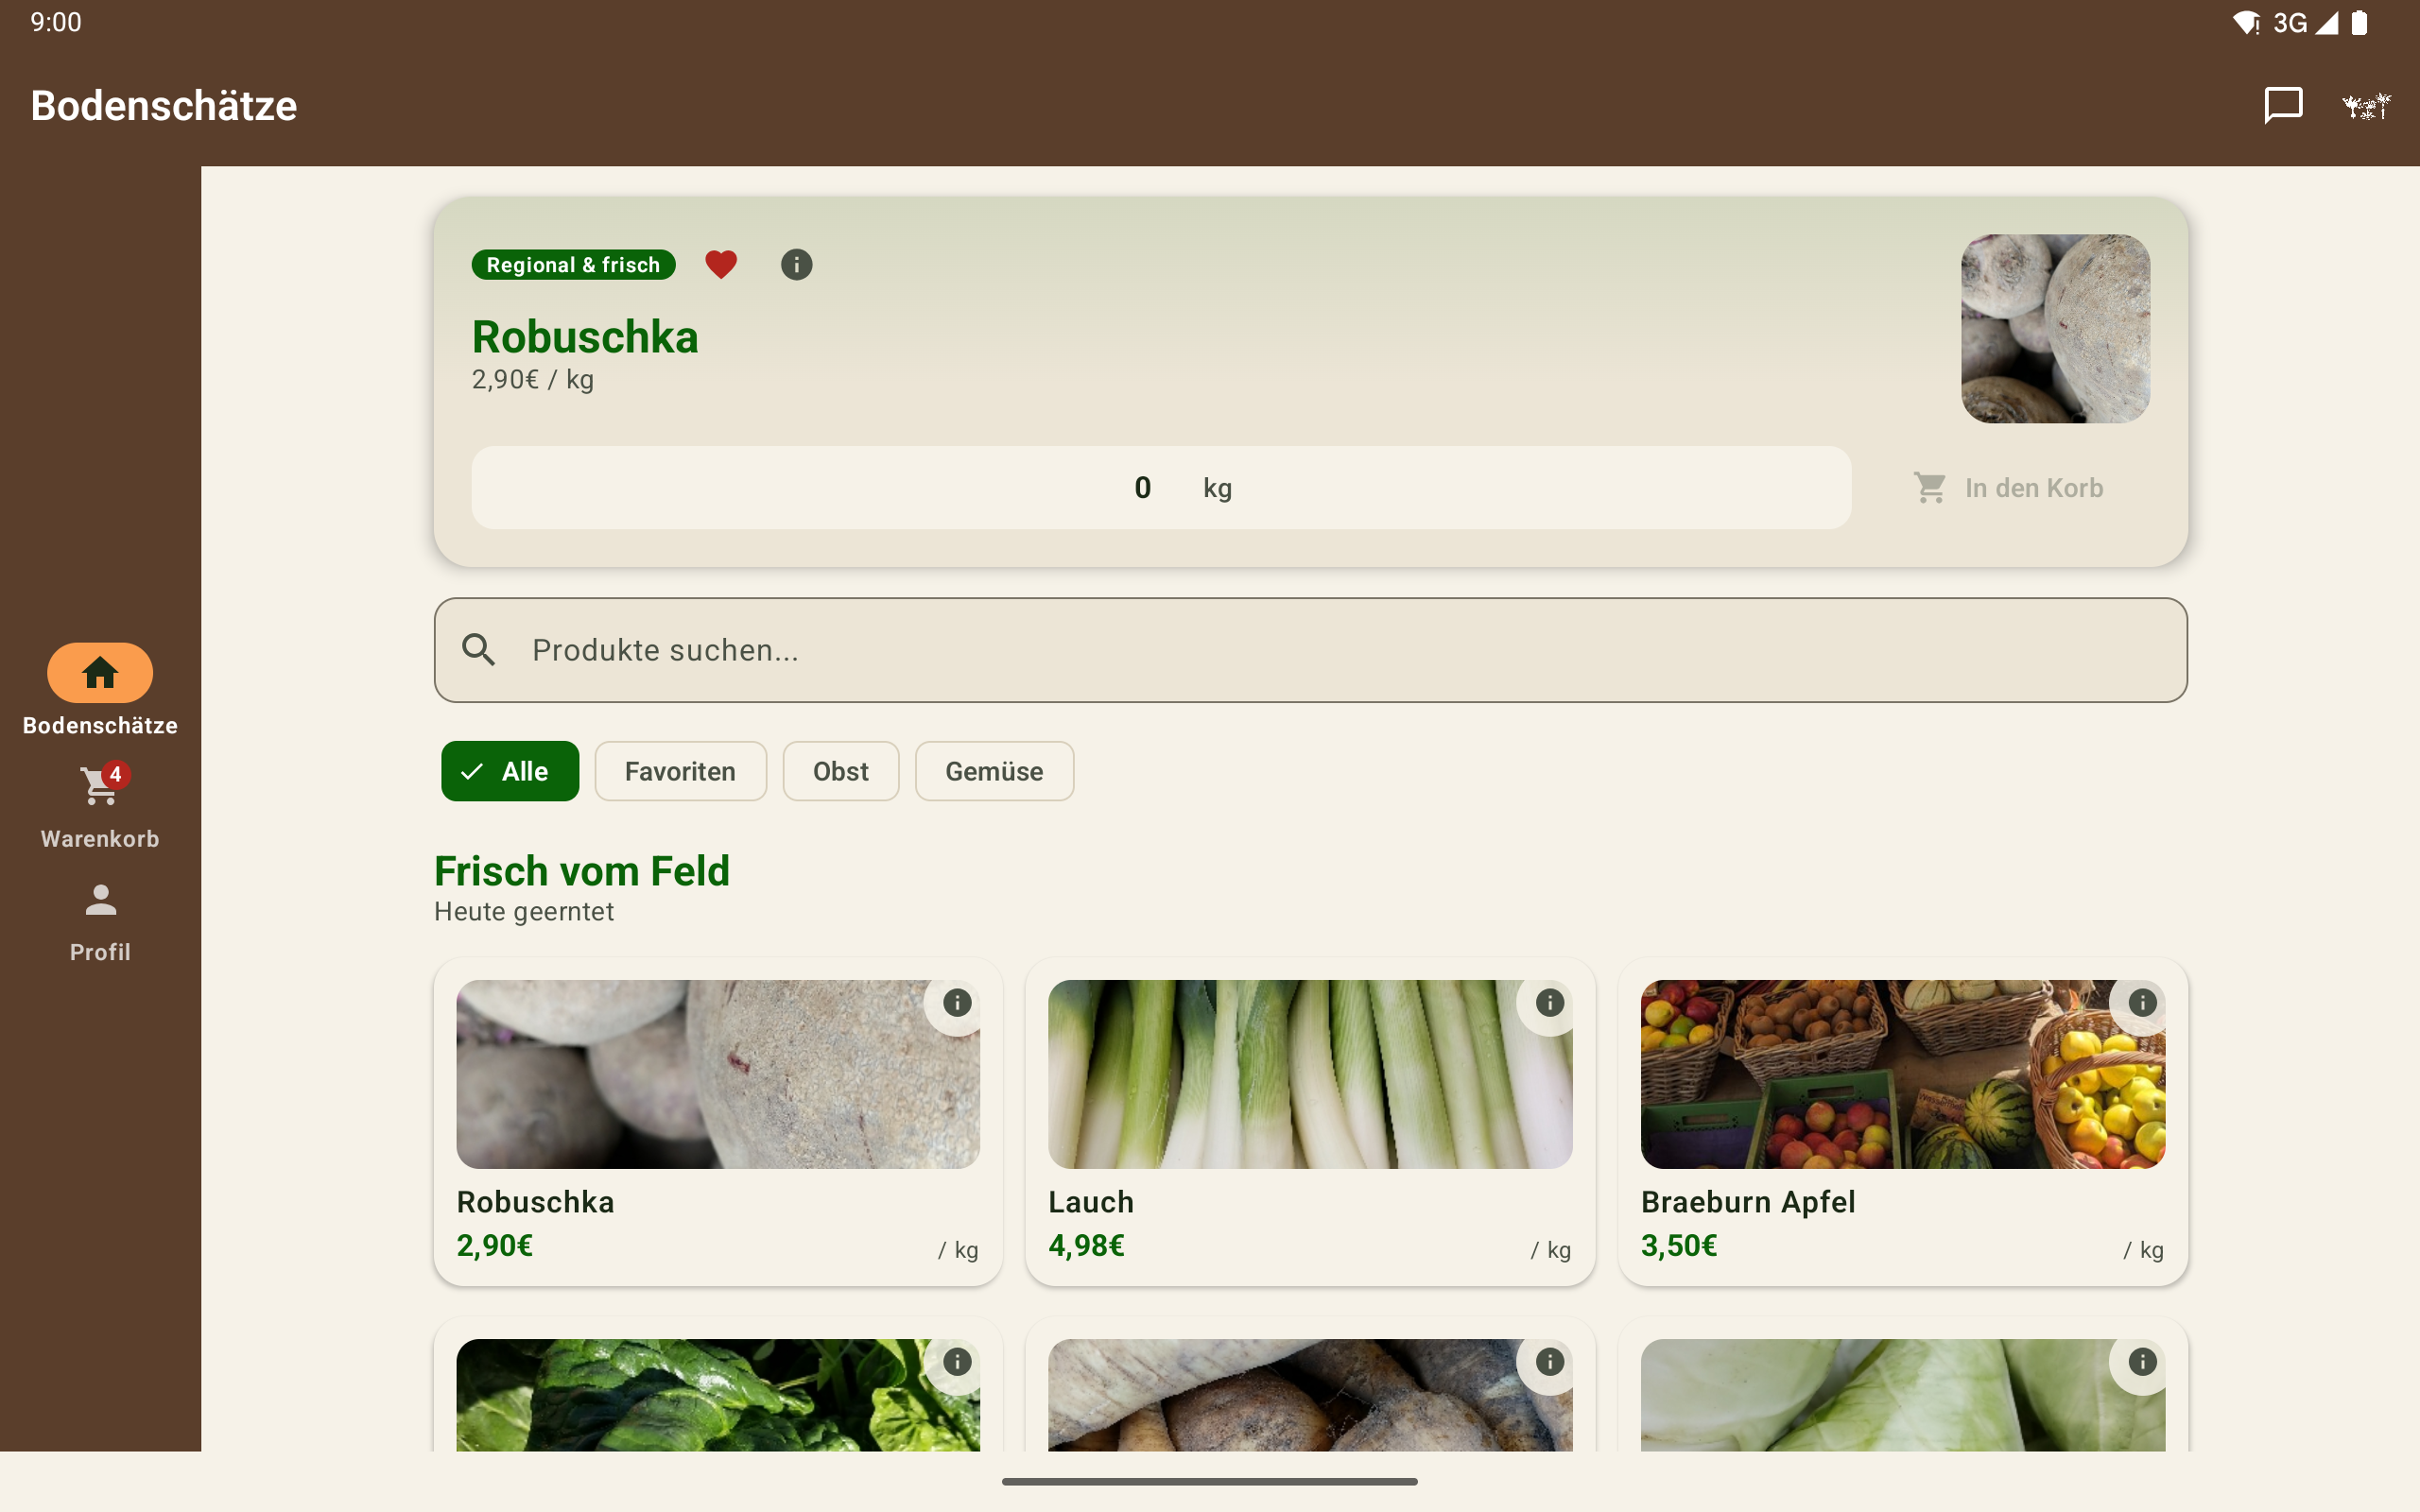 9:00
3G
Bodenschätze
Regional & frisch
Robuschka
2,90€ / kg
0 kg
In den Korb
Produkte suchen...
Bodenschätze
4
Warenkorb
Profil
Alle
Favoriten
Obst
Gemüse
Frisch vom Feld
Heute geerntet
Robuschka
2,90€ / kg
Lauch
4,98€ / kg
Braeburn Apfel
3,50€ / kg